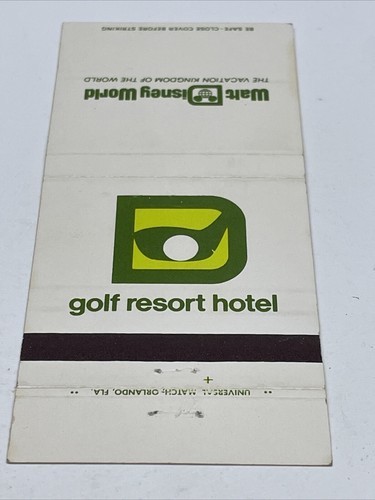 BE SAFE - CLOSE COVER BEFORE STRIKING
Walt Disney World
THE VACATION KINGDOM OF THE WORLD
golf resort hotel
UNIVERSAL MATCH, ORLANDO, FLA.